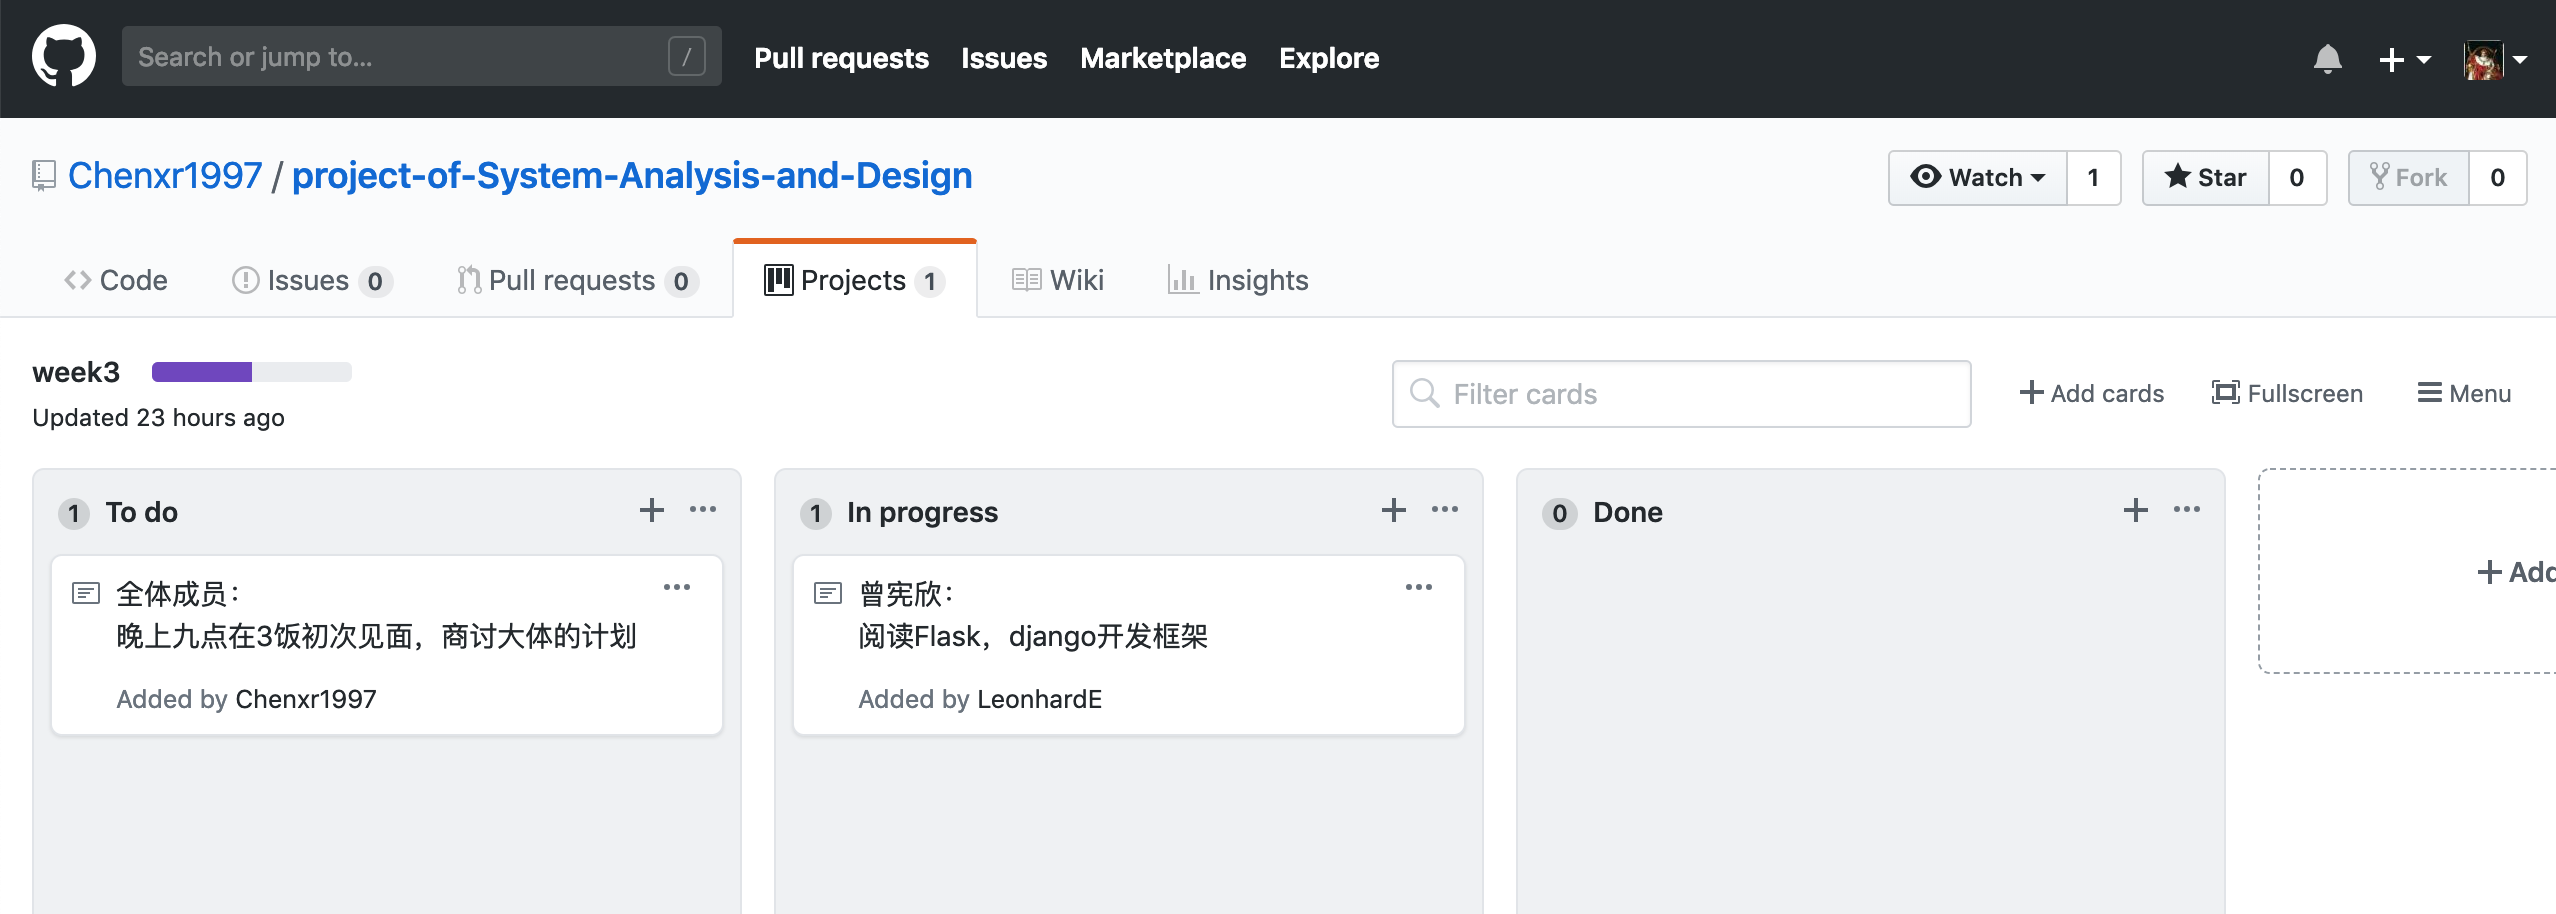 Search or jump to... /
Pull requests Issues Marketplace Explore
Chenxr1997 / project-of-System-Analysis-and-Design
Watch 1 Star 0 Fork 0
Code Issues 0 Pull requests 0 Projects 1 Wiki Insights
week3
Updated 23 hours ago
Filter cards
Add cards Fullscreen Menu
1 To do
全体成员：
晚上九点在3饭初次见面，商讨大体的计划
Added by Chenxr1997
1 In progress
曾宪欣：
阅读Flask，django开发框架
Added by LeonhardE
0 Done
Add